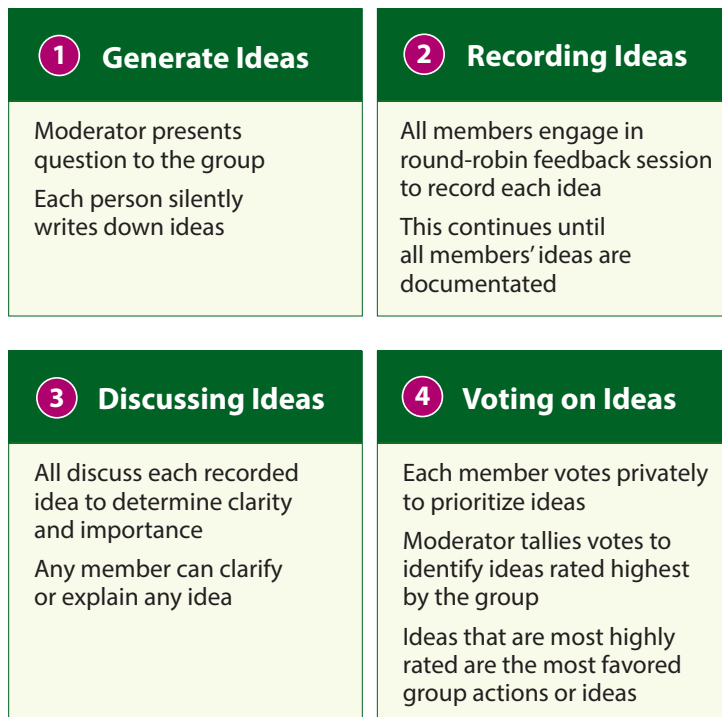 1 Generate Ideas
Moderator presents
question to the group
Each person silently
writes down ideas
2 Recording Ideas
All members engage in
round-robin feedback session
to record each idea
This continues until
all members’ ideas are
documentated
3 Discussing Ideas
All discuss each recorded
idea to determine clarity
and importance
Any member can clarify
or explain any idea
4 Voting on Ideas
Each member votes privately
to prioritize ideas
Moderator tallies votes to
identify ideas rated highest
by the group
Ideas that are most highly
rated are the most favored
group actions or ideas